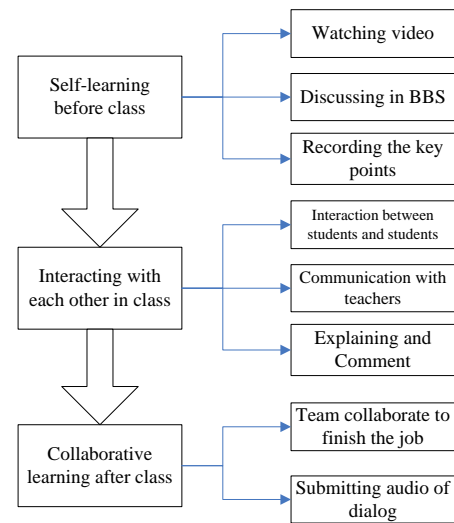 Self-learning
before class
Watching video
Discussing in BBS
Recording the key
points
Interacting with
each other in class
Interaction between
students and students
Communication with
teachers
Explaining and
Comment
Collaborative
learning after class
Team collaborate to
finish the job
Submitting audio of
dialog